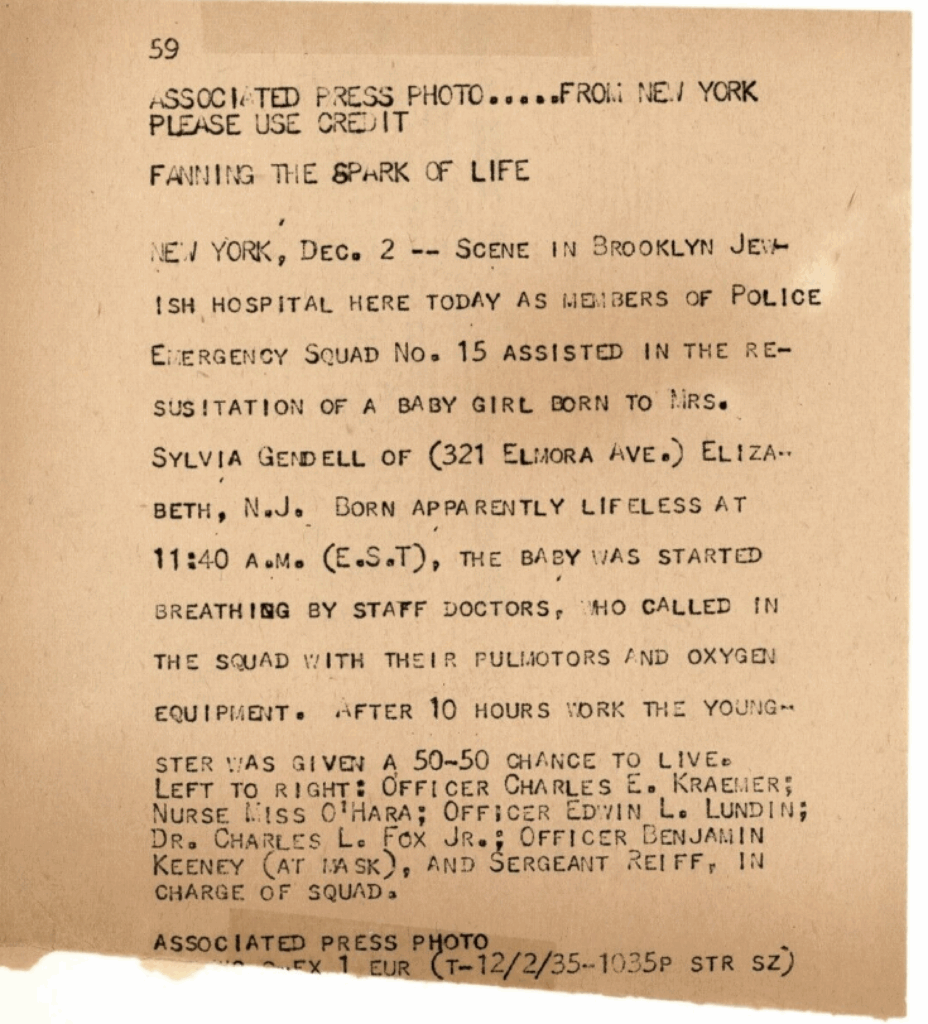 59
ASSOCIATED PRESS PHOTO.....FROM NEW YORK
PLEASE USE CREDIT
FANNING THE SPARK OF LIFE
NEW YORK, DEC. 2 -- SCENE IN BROOKLYN JEW-
ISH HOSPITAL HERE TODAY AS MEMBERS OF POLICE
EMERGENCY SQUAD NO. 15 ASSISTED IN THE RE-
SUSITATION OF A BABY GIRL BORN TO MRS.
SYLVIA GENDELL OF (321 ELMORA AVE.) ELIZA-
BETH, N.J. BORN APPARENTLY LIFELESS AT
11:40 A.M. (E.S.T), THE BABY WAS STARTED
BREATHING BY STAFF DOCTORS, WHO CALLED IN
THE SQUAD WITH THEIR PULMOTORS AND OXYGEN
EQUIPMENT. AFTER 10 HOURS WORK THE YOUNG-
STER WAS GIVEN A 50-50 CHANCE TO LIVE.
LEFT TO RIGHT: OFFICER CHARLES E. KRAEMER;
NURSE MISS O'HARA; OFFICER EDWIN L. LUNDIN;
DR. CHARLES L. FOX JR.; OFFICER BENJAMIN
KEENEY (AT MASK), AND SERGEANT REIFF, IN
CHARGE OF SQUAD.
ASSOCIATED PRESS PHOTO
1 EUR (T-12/2/35-1035P STR SZ)